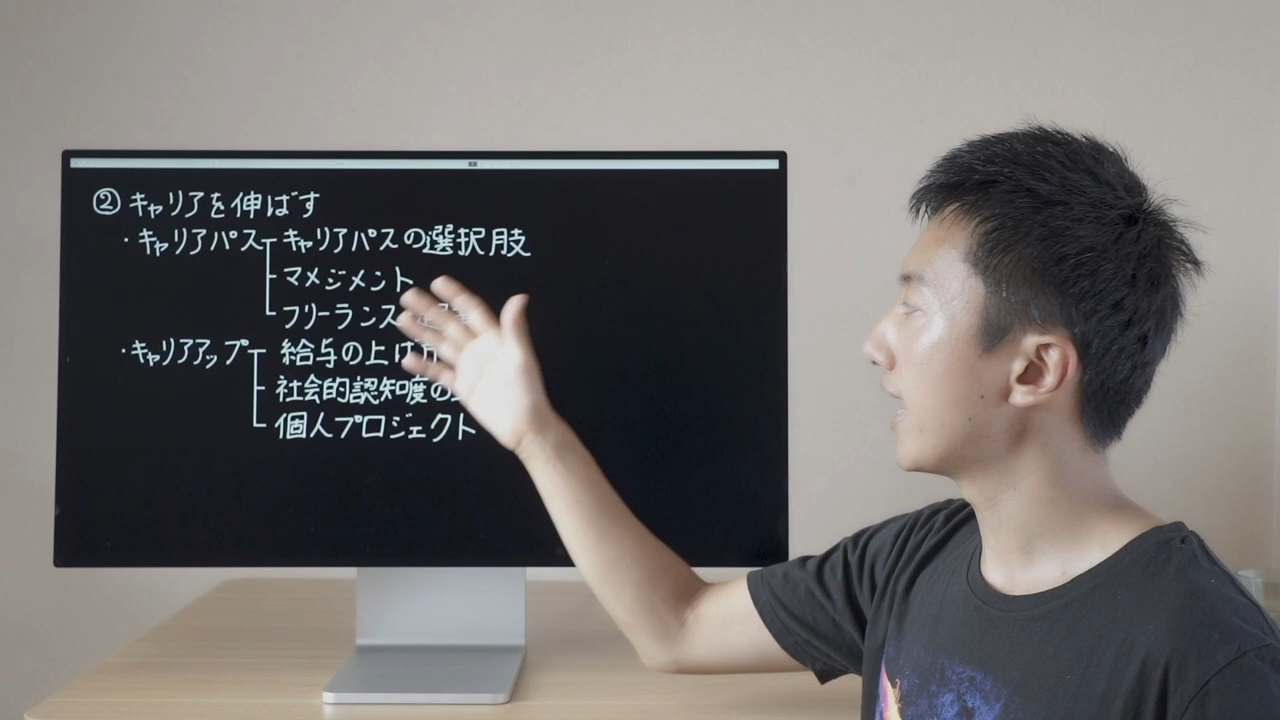 ② キャリアを伸ばす
・キャリアパス キャリアパスの選択肢
マメジメント
フリーランス
・キャリアアップ 給与の上げ方
社会的認知度の
個人プロジェクト